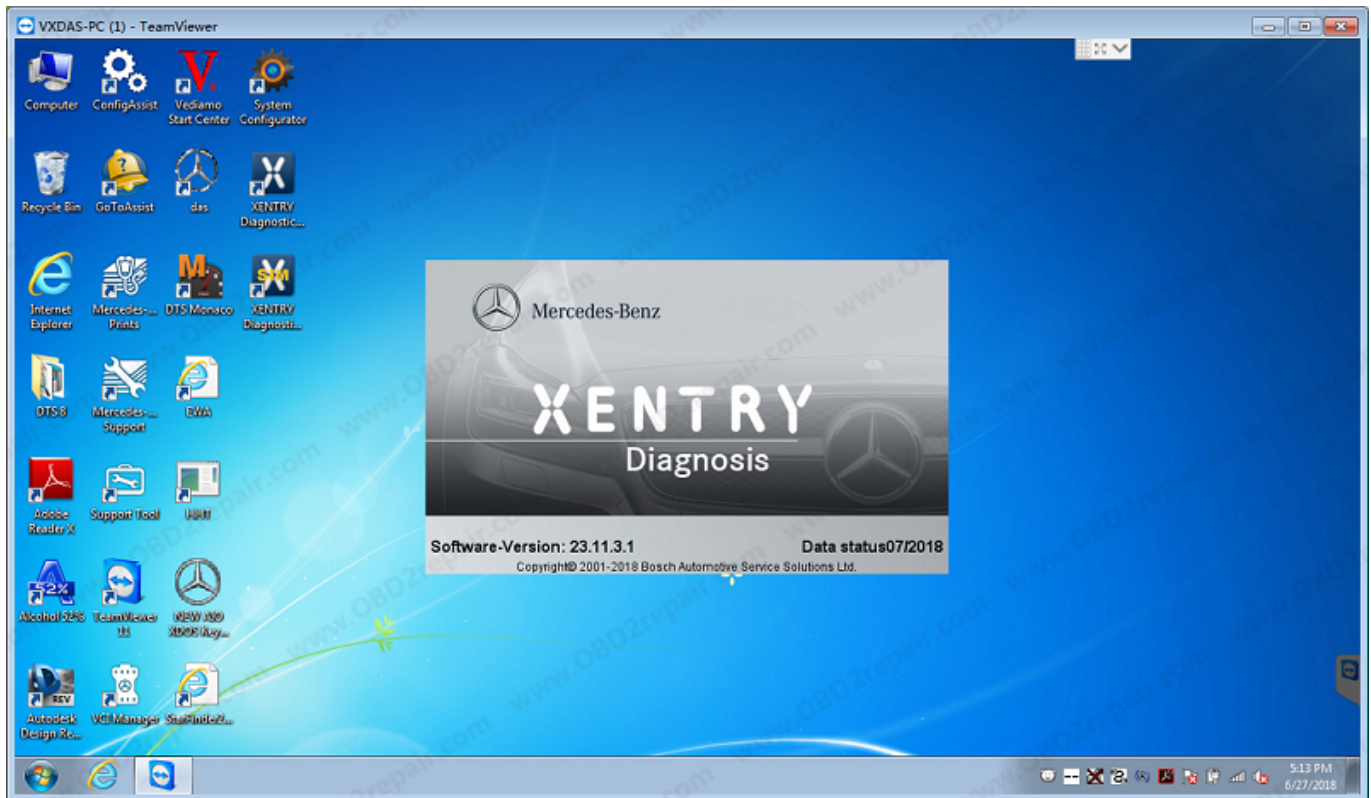 VXDAS-PC (1) - TeamViewer
Computer
ConfigAssist
Vediamo
Start Center
System
Configurator
Recycle Bin
GoToAssist
das
XENTRY
Diagnostic...
Internet
Explorer
Mercedes-...
Prints
DTS Monaco
XENTRY
Diagnosti...
DTS 8
Mercedes-...
Support
EWA
Adobe
Reader X
Support Tool
HHT
Alcohol 52%
TeamViewer
11
Autodesk
Design Re...
VCI Manager
Mercedes-Benz
XENTRY
Diagnosis
Software-Version: 23.11.3.1
Data status07/2018
Copyright© 2001-2018 Bosch Automotive Service Solutions Ltd.
5:13 PM
6/27/2018
www.OBD2repair.com